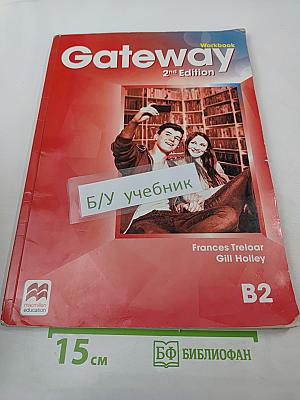 Workbook
Gateway
2nd Edition
Б/У учебник
Frances Treloar
Gill Holley
macmillan
education
B2
15 см
БФ БИБЛИОФАН